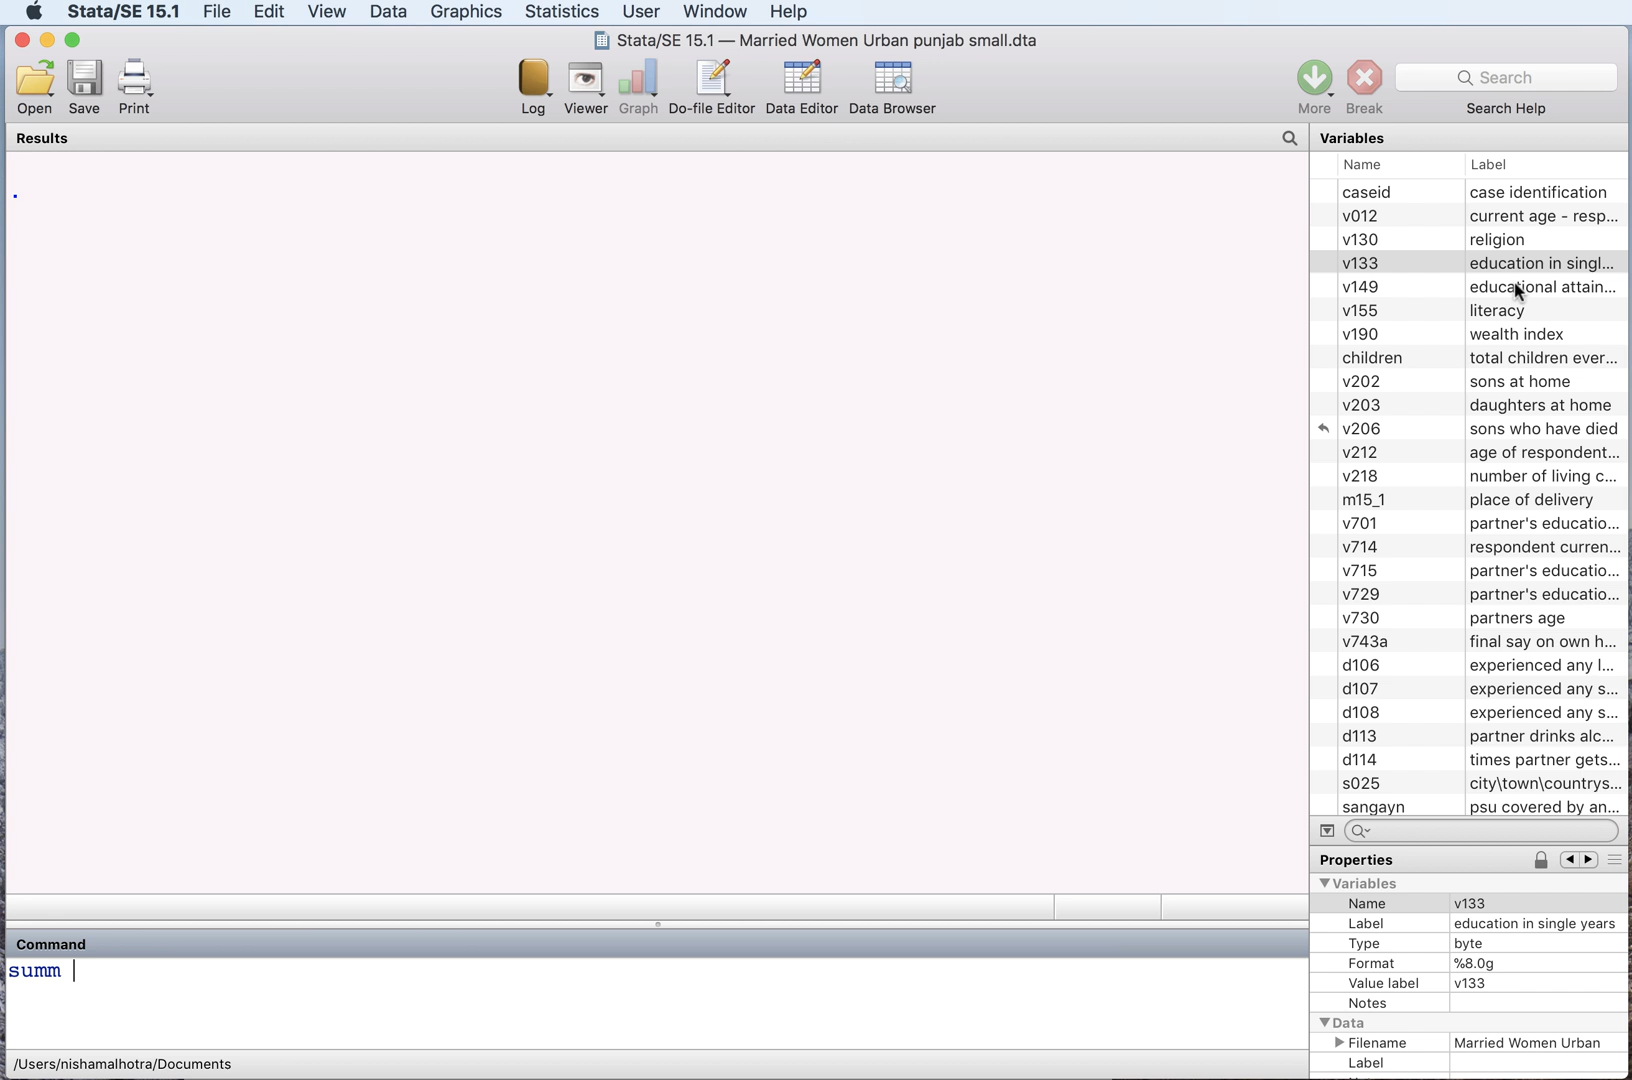 Stata/SE 15.1 File Edit View Data Graphics Statistics User Window Help
Stata/SE 15.1 — Married Women Urban punjab small.dta
Open Save Print Log Viewer Graph Do-file Editor Data Editor Data Browser More Break Search
Search Help
Results
Variables
Name Label
caseid case identification
v012 current age - resp...
v130 religion
v133 education in singl...
v149 educational attain...
v155 literacy
v190 wealth index
children total children ever...
v202 sons at home
v203 daughters at home
v206 sons who have died
v212 age of respondent...
v218 number of living c...
m15_1 place of delivery
v701 partner's educatio...
v714 respondent curren...
v715 partner's educatio...
v729 partner's educatio...
v730 partners age
v743a final say on own h...
d106 experienced any l...
d107 experienced any s...
d108 experienced any s...
d113 partner drinks alc...
d114 times partner gets...
s025 city\town\countrys...
sangayn psu covered by an...
Properties
Variables
Name v133
Label education in single years
Type byte
Format %8.0g
Value label v133
Notes
Data
Filename Married Women Urban
Label
Command
summ
/Users/nishamalhotra/Documents